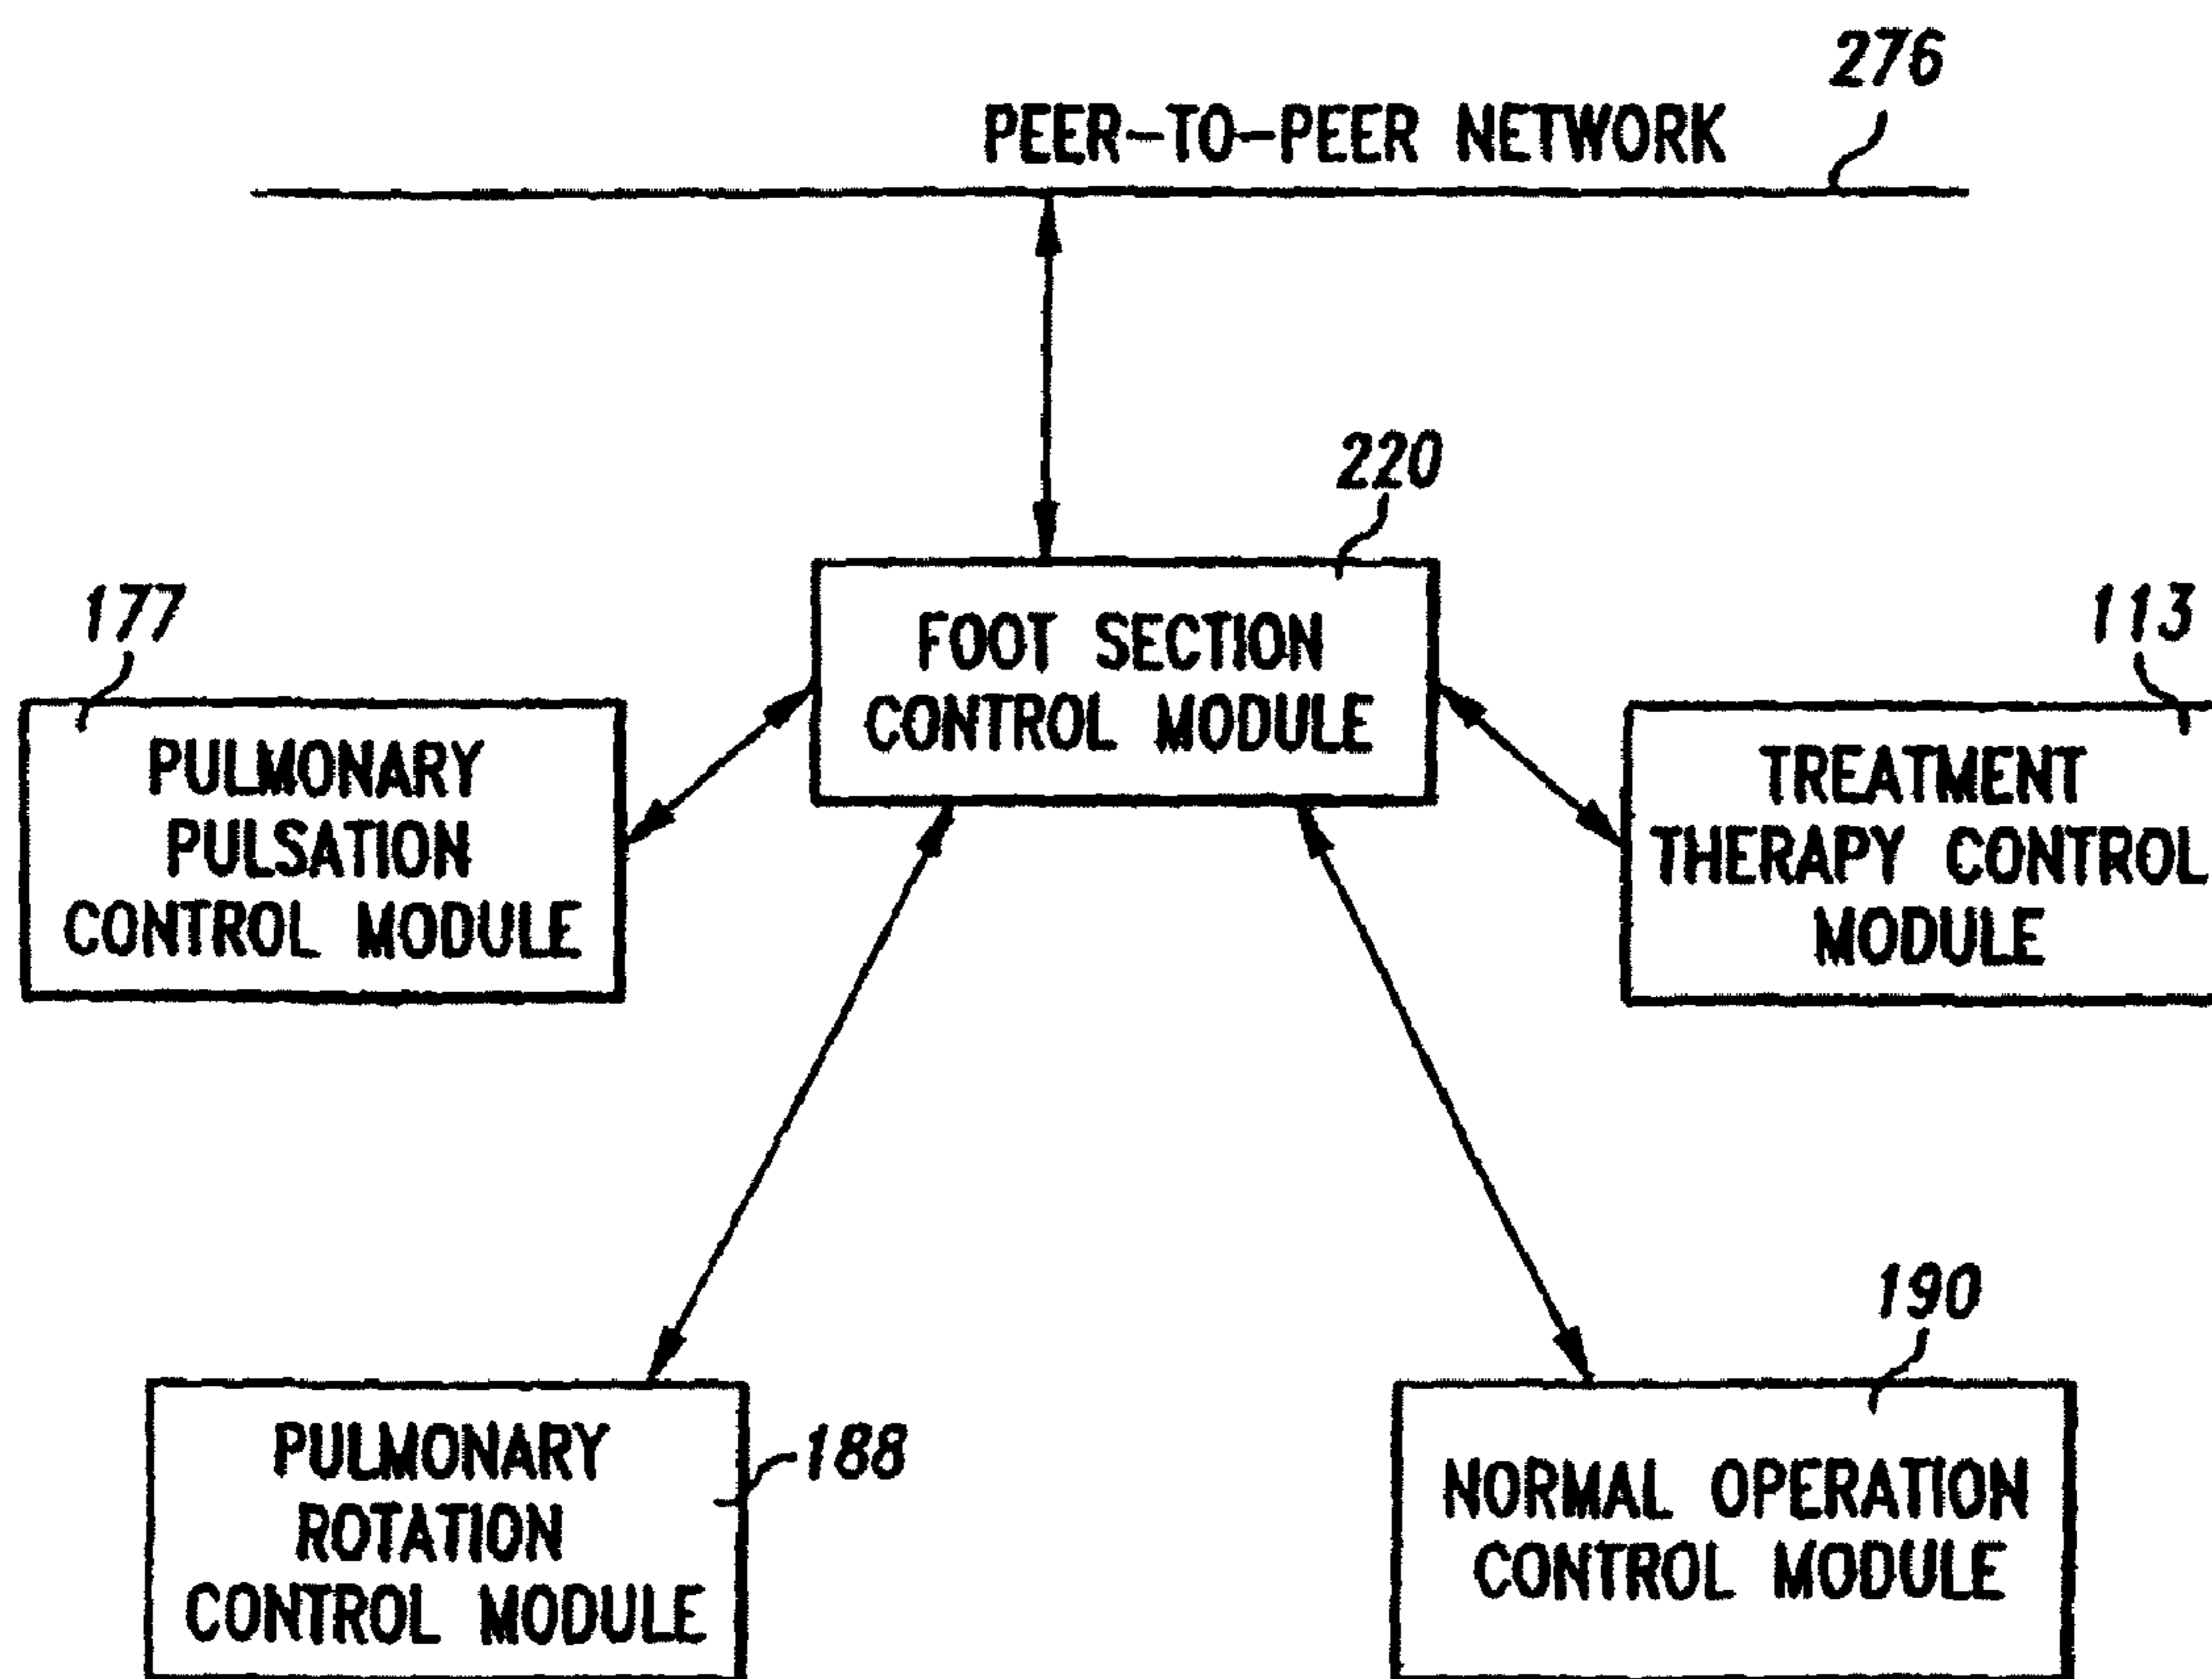 276
PEER-TO-PEER NETWORK
220
FOOT SECTION
CONTROL MODULE
177
PULMONARY
PULSATION
CONTROL MODULE
113
TREATMENT
THERAPY CONTROL
MODULE
PULMONARY
ROTATION
CONTROL MODULE
188
190
NORMAL OPERATION
CONTROL MODULE